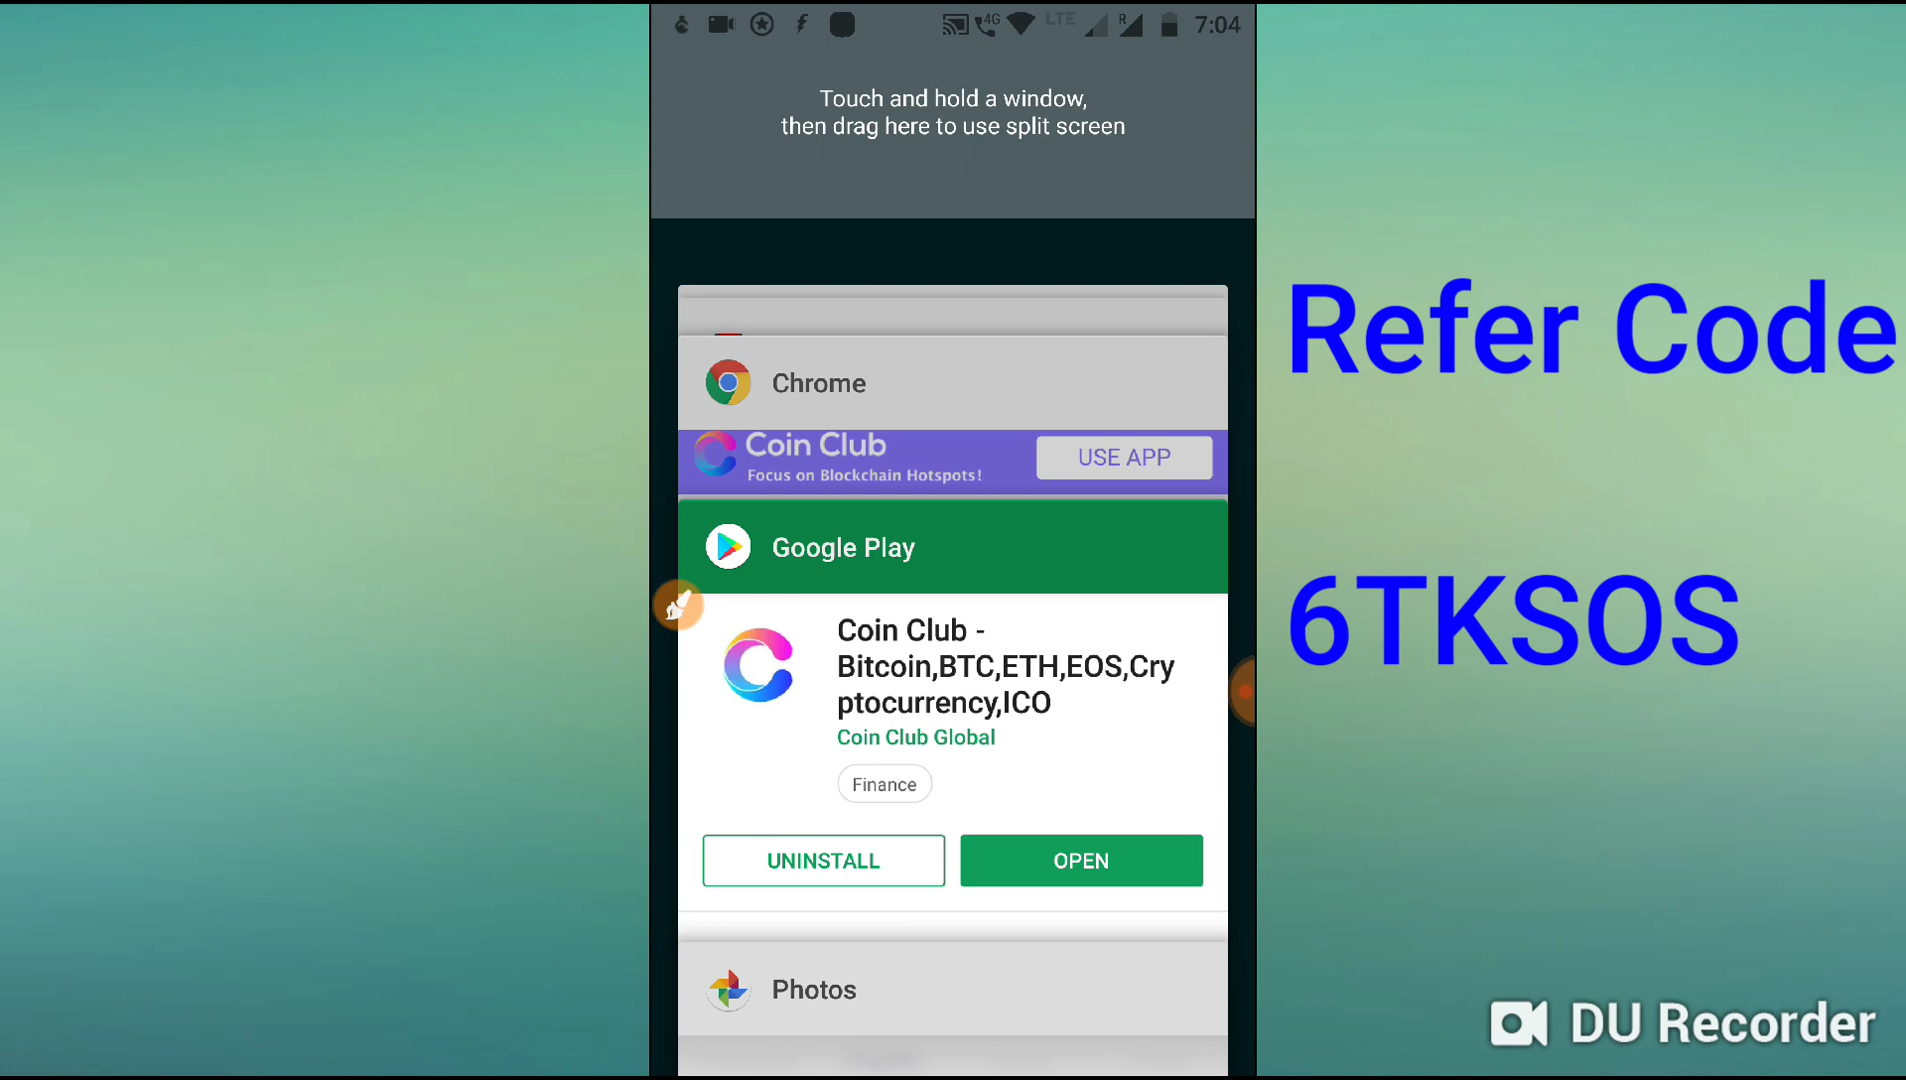 4G LTE R 7:04
Touch and hold a window,
then drag here to use split screen
Chrome
Coin Club
Focus on Blockchain Hotspots!
USE APP
Google Play
Coin Club -
Bitcoin,BTC,ETH,EOS,Cry
ptocurrency,ICO
Coin Club Global
Finance
UNINSTALL
OPEN
Photos
Refer Code
6TKSOS
DU Recorder